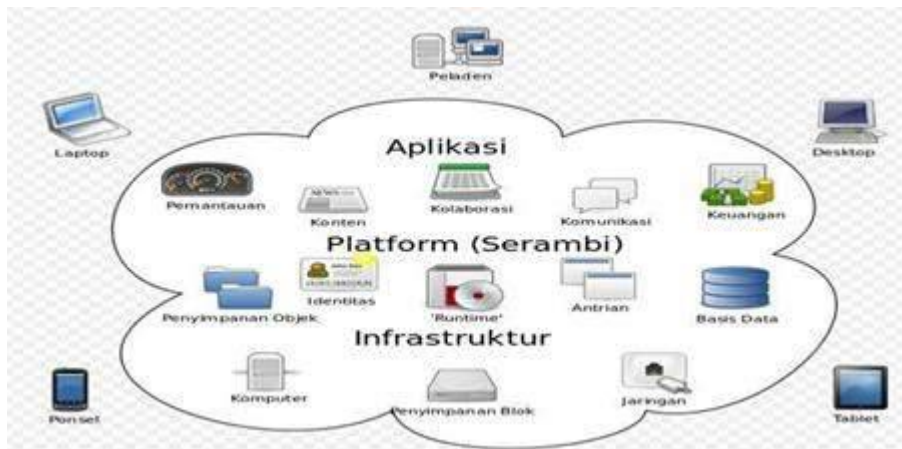 Peladen
Laptop
Desktop
Aplikasi
Pemantauan
Konten
Kolaborasi
Komunikasi
Keuangan
Platform (Serambi)
Penyimpanan Objek
Identitas
'Runtime'
Antrian
Basis Data
Infrastruktur
Komputer
Penyimpanan Blok
Jaringan
Ponsel
Tablet